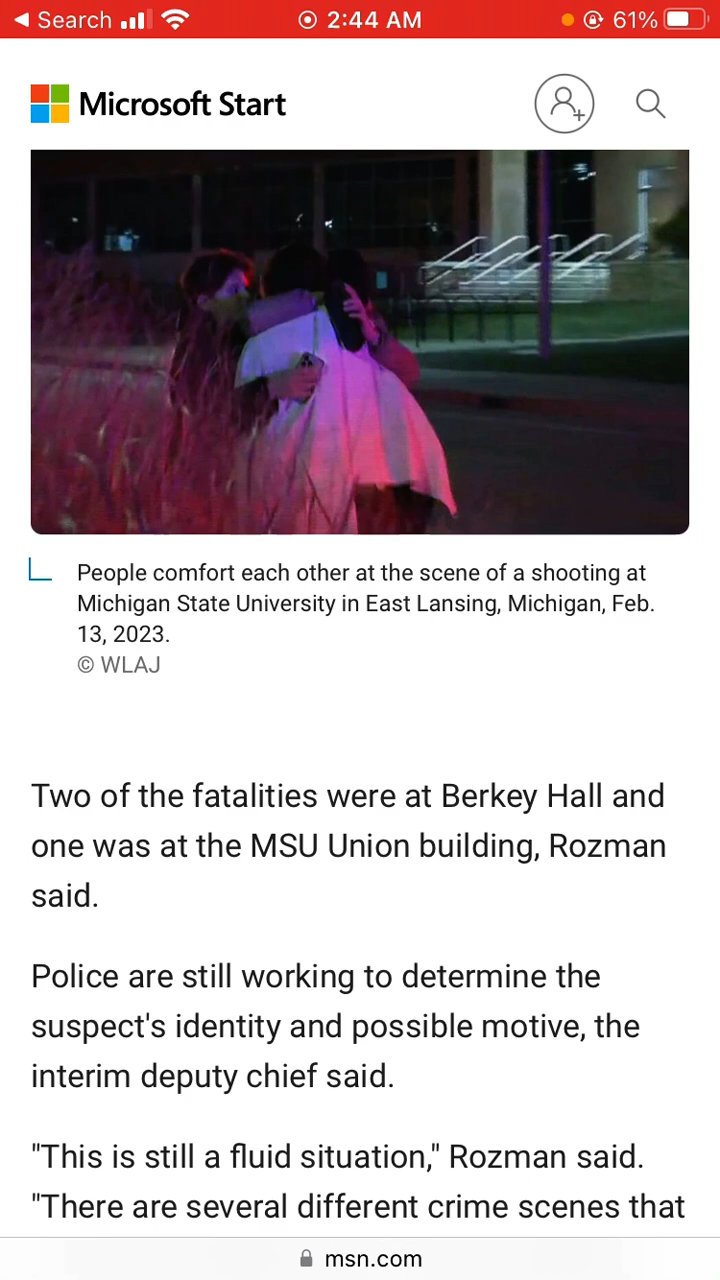 Search 2:44 AM 61%
Microsoft Start
People comfort each other at the scene of a shooting at
Michigan State University in East Lansing, Michigan, Feb.
13, 2023.
© WLAJ
Two of the fatalities were at Berkey Hall and
one was at the MSU Union building, Rozman
said.
Police are still working to determine the
suspect's identity and possible motive, the
interim deputy chief said.
"This is still a fluid situation," Rozman said.
"There are several different crime scenes that
msn.com